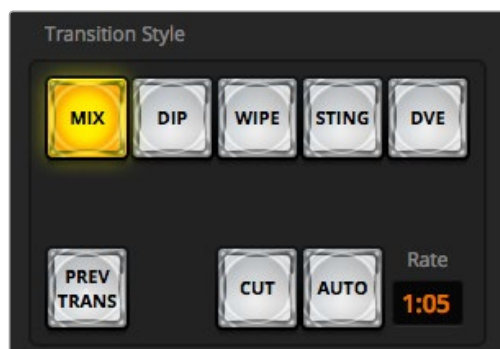 Transition Style
MIX DIP WIPE STING DVE
PREV TRANS CUT AUTO Rate 1:05